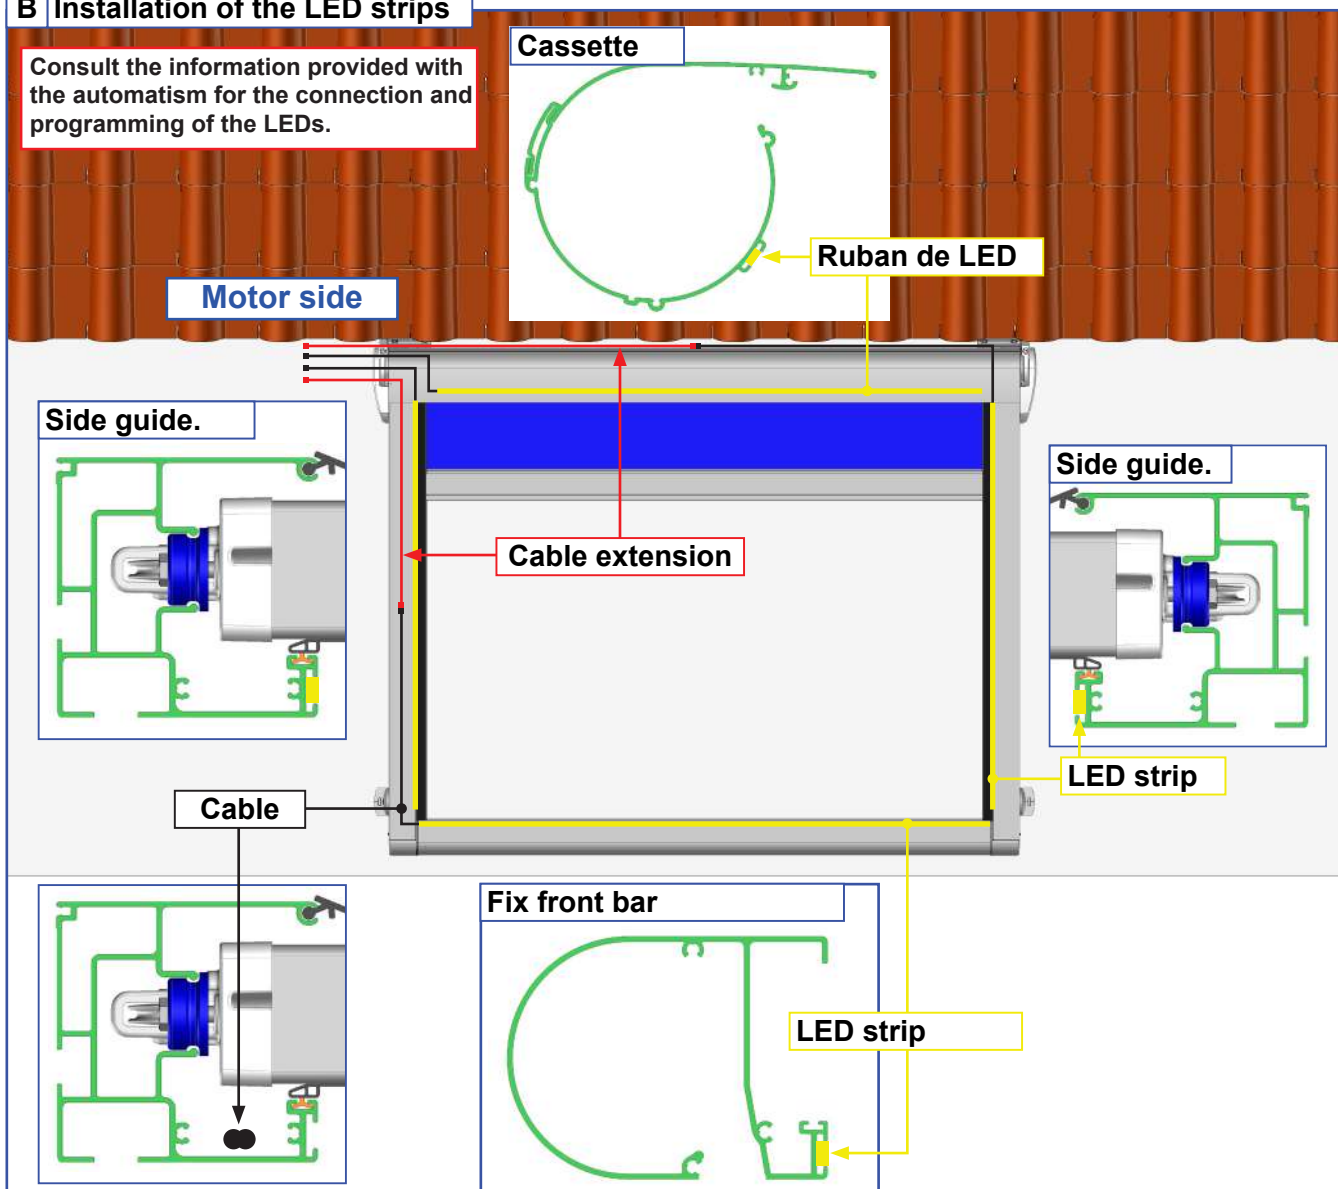 B Installation of the LED strips
Consult the information provided with
the automatism for the connection and
programming of the LEDs.
Cassette
Ruban de LED
Motor side
Side guide.
Side guide.
Cable extension
LED strip
Cable
Fix front bar
LED strip